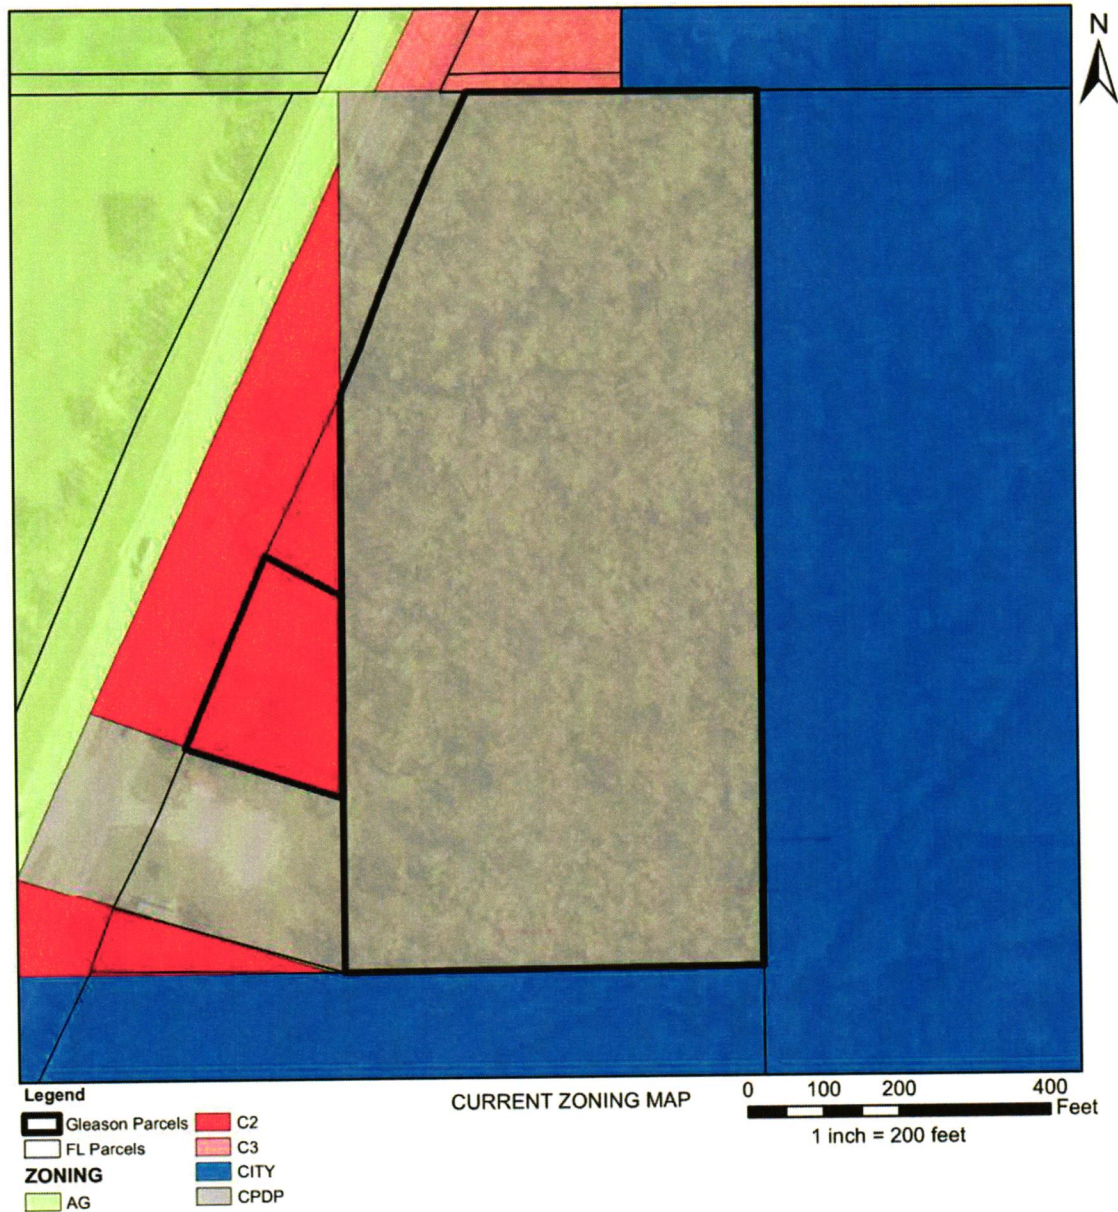 N
Legend
Gleason Parcels
FL Parcels
ZONING
AG
C2
C3
CITY
CPDP
CURRENT ZONING MAP
0 100 200 400
Feet
1 inch = 200 feet